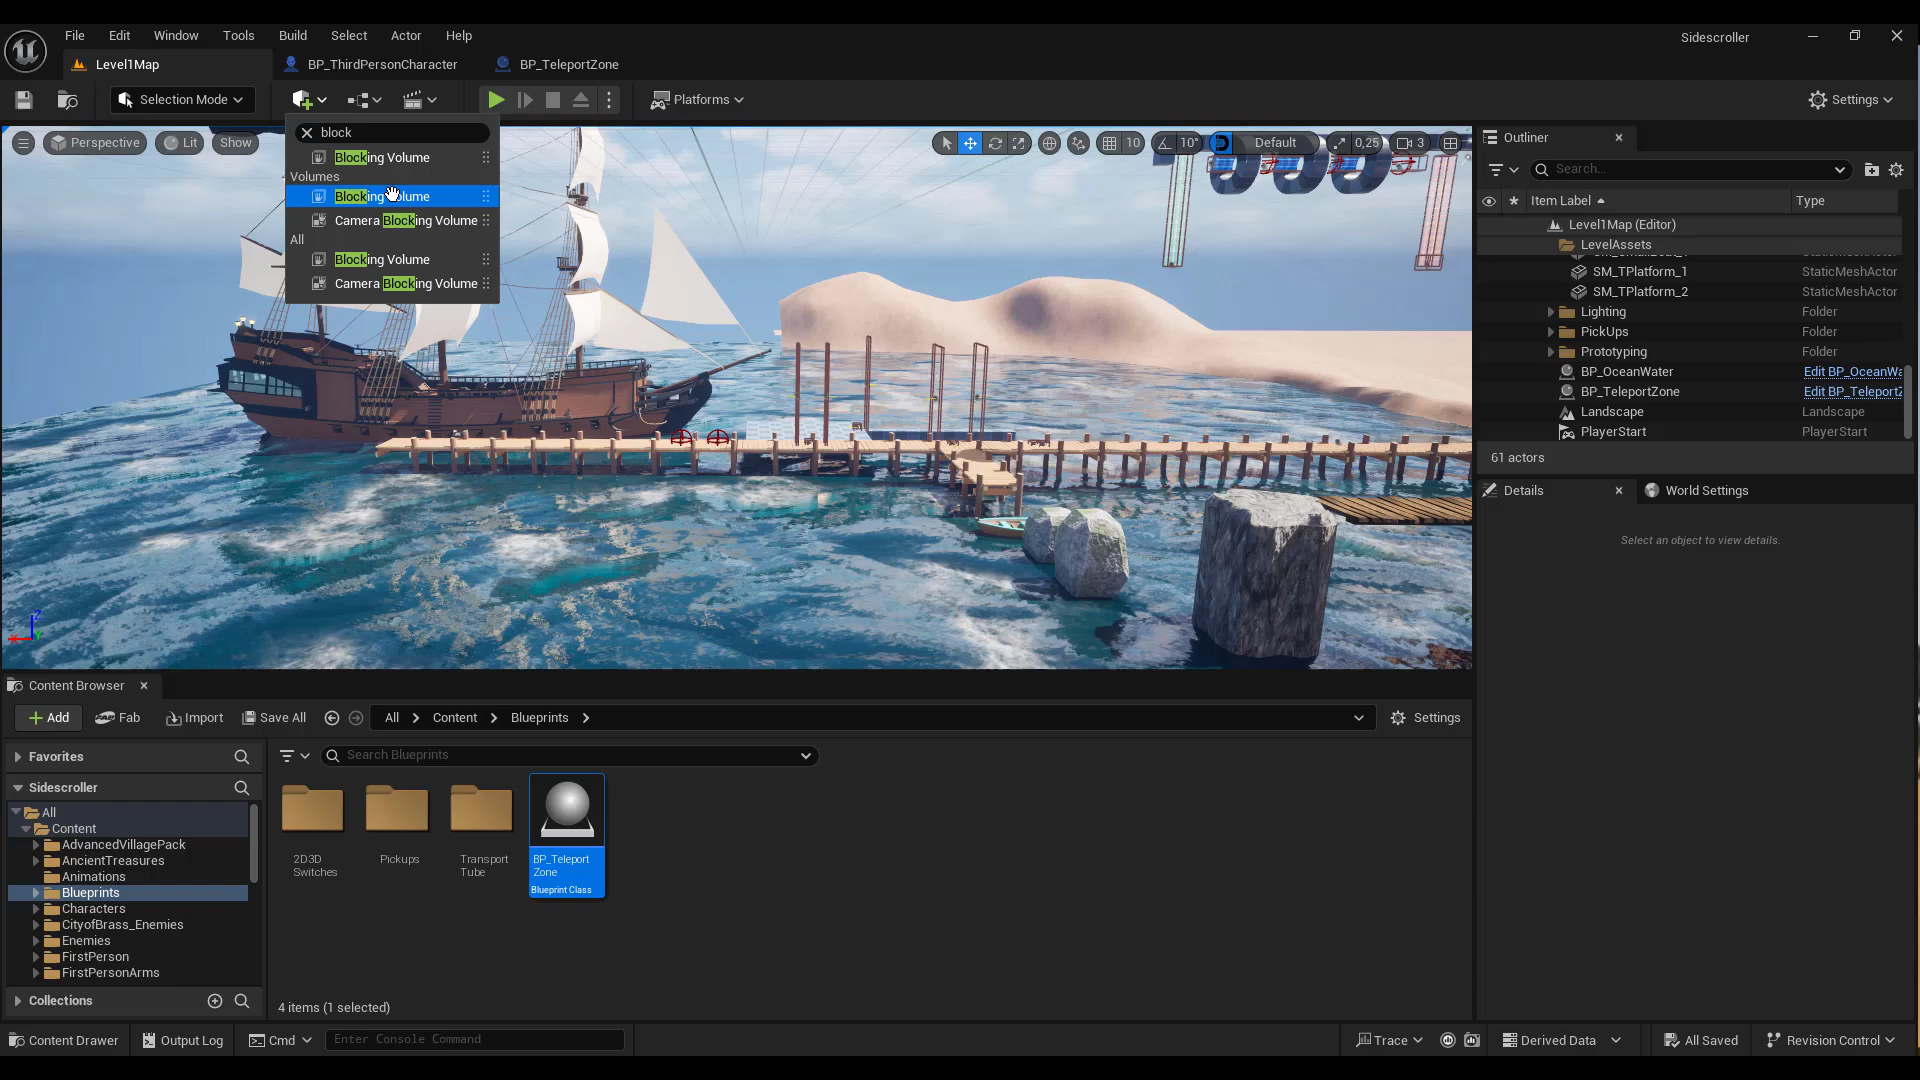 File Edit Window Tools Build Select Actor Help
Sidescroller
Level1Map
BP_ThirdPersonCharacter
BP_TeleportZone
Selection Mode
Platforms
Settings
block
Blocking Volume
Volumes
Blocking Volume
Camera Blocking Volume
All
Blocking Volume
Camera Blocking Volume
Perspective
Lit
Show
10
10°
Default
0,25
3
Outliner
Search...
Item Label
Type
Level1Map (Editor)
LevelAssets
SM_TPlatform_1 StaticMeshActor
SM_TPlatform_2 StaticMeshActor
Lighting Folder
PickUps Folder
Prototyping Folder
BP_OceanWater Edit BP_OceanWa
BP_TeleportZone Edit BP_TeleportZ
Landscape Landscape
PlayerStart PlayerStart
61 actors
Details
World Settings
Select an object to view details.
Content Browser
Add
Fab
Import
Save All
All
Content
Blueprints
Settings
Favorites
Sidescroller
All
Content
AdvancedVillagePack
AncientTreasures
Animations
Blueprints
Characters
CityofBrass_Enemies
Enemies
FirstPerson
FirstPersonArms
Collections
Search Blueprints
2D3D
Switches
Pickups
Transport
Tube
BP_Teleport
Zone
Blueprint Class
4 items (1 selected)
Content Drawer
Output Log
Cmd
Enter Console Command
Trace
Derived Data
All Saved
Revision Control